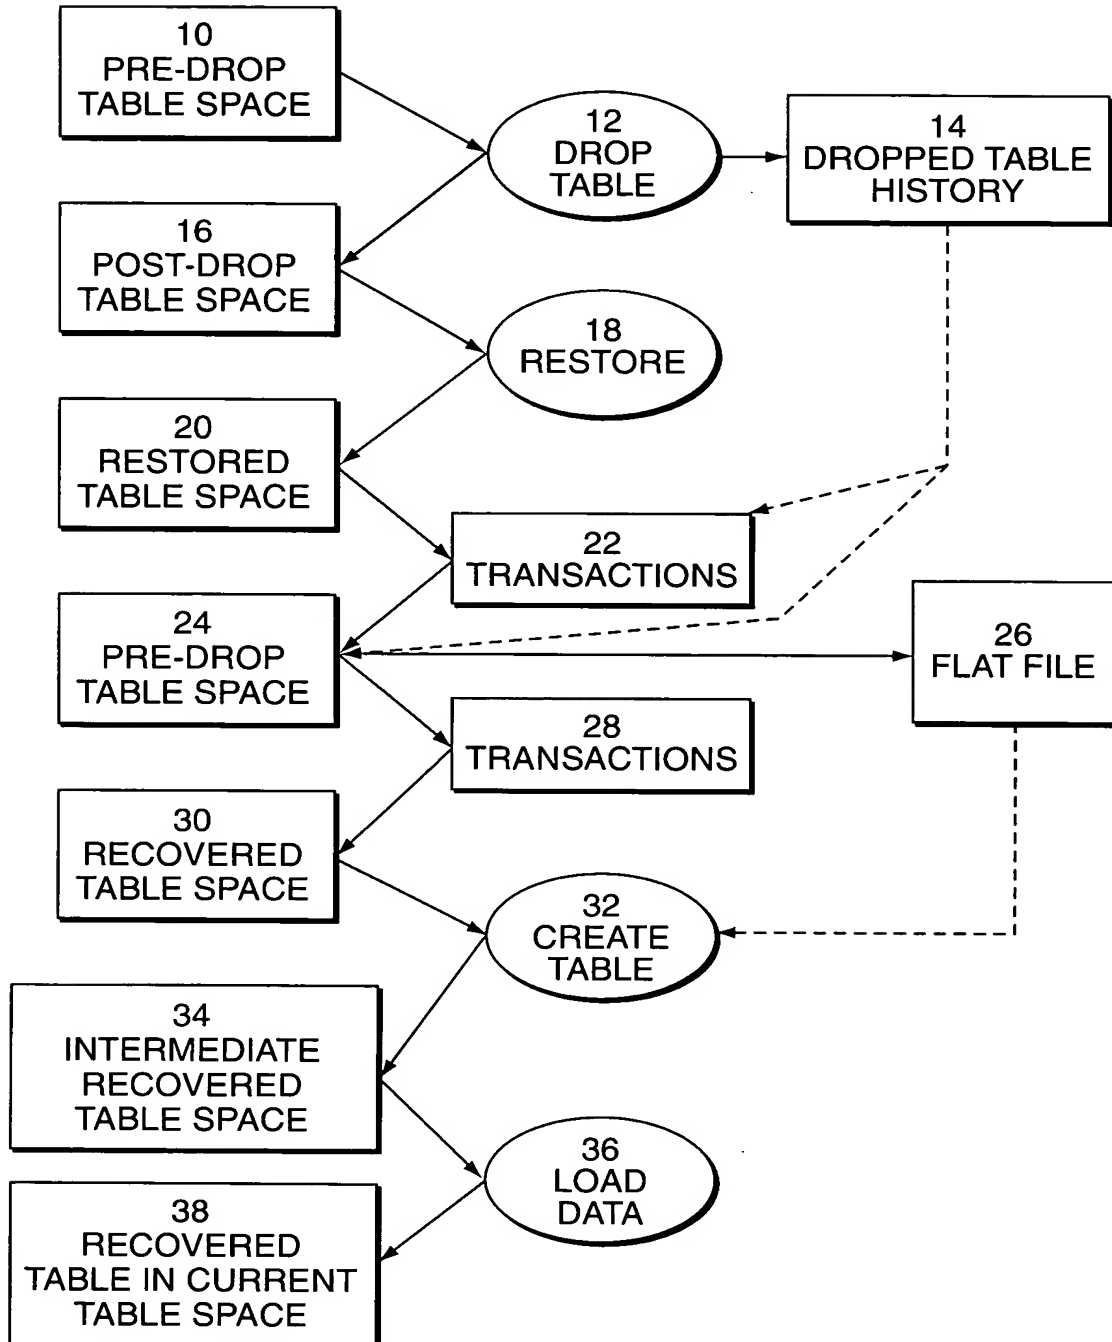 10
PRE-DROP
TABLE SPACE
12
DROP
TABLE
14
DROPPED TABLE
HISTORY
16
POST-DROP
TABLE SPACE
18
RESTORE
20
RESTORED
TABLE SPACE
22
TRANSACTIONS
24
PRE-DROP
TABLE SPACE
26
FLAT FILE
28
TRANSACTIONS
30
RECOVERED
TABLE SPACE
32
CREATE
TABLE
34
INTERMEDIATE
RECOVERED
TABLE SPACE
36
LOAD
DATA
38
RECOVERED
TABLE IN CURRENT
TABLE SPACE